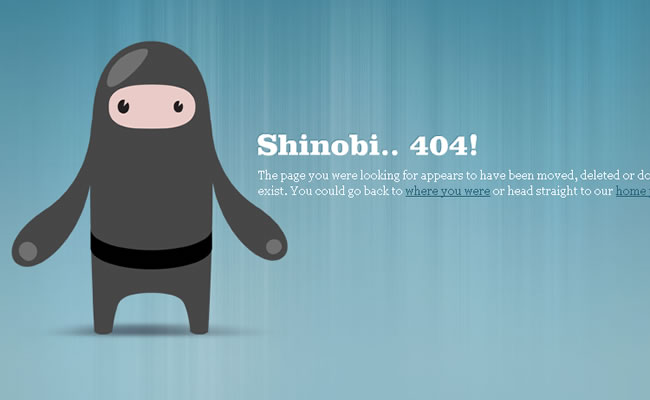 Shinobi.. 404!
The page you were looking for appears to have been moved, deleted or do
exist. You could go back to where you were or head straight to our home